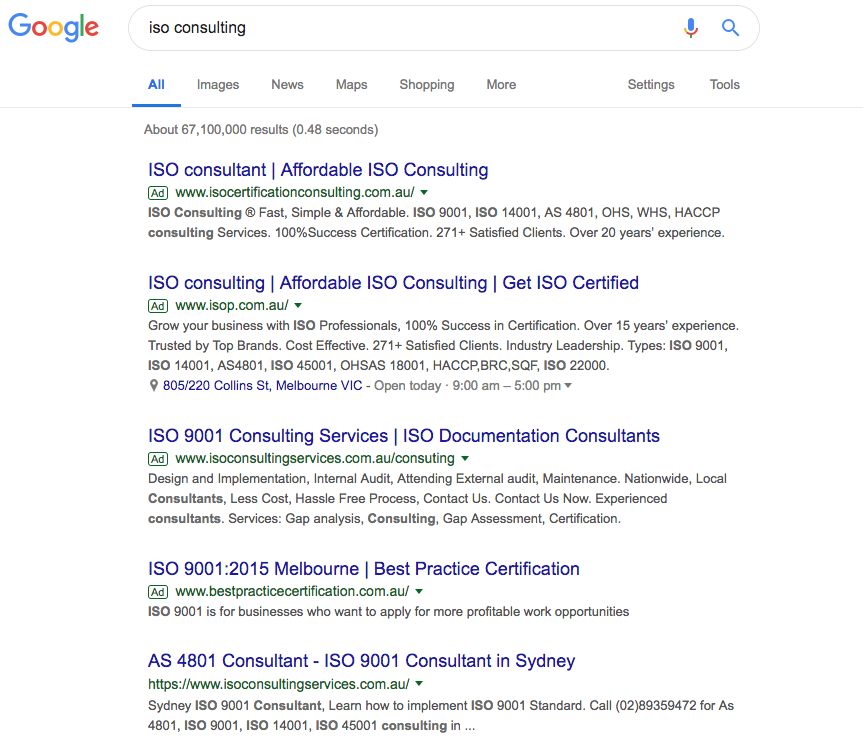 Google
iso consulting
All Images News Maps Shopping More Settings Tools
About 67,100,000 results (0.48 seconds)
ISO consultant | Affordable ISO Consulting
Ad www.isocertificationconsulting.com.au/
ISO Consulting ® Fast, Simple & Affordable. ISO 9001, ISO 14001, AS 4801, OHS, WHS, HACCP
consulting Services. 100%Success Certification. 271+ Satisfied Clients. Over 20 years' experience.
ISO consulting | Affordable ISO Consulting | Get ISO Certified
Ad www.isop.com.au/
Grow your business with ISO Professionals, 100% Success in Certification. Over 15 years' experience.
Trusted by Top Brands. Cost Effective. 271+ Satisfied Clients. Industry Leadership. Types: ISO 9001,
ISO 14001, AS4801, ISO 45001, OHSAS 18001, HACCP,BRC,SQF, ISO 22000.
805/220 Collins St, Melbourne VIC - Open today · 9:00 am – 5:00 pm
ISO 9001 Consulting Services | ISO Documentation Consultants
Ad www.isoconsultingservices.com.au/consuting
Design and Implementation, Internal Audit, Attending External audit, Maintenance. Nationwide, Local
Consultants, Less Cost, Hassle Free Process, Contact Us. Contact Us Now. Experienced
consultants. Services: Gap analysis, Consulting, Gap Assessment, Certification.
ISO 9001:2015 Melbourne | Best Practice Certification
Ad www.bestpracticecertification.com.au/
ISO 9001 is for businesses who want to apply for more profitable work opportunities
AS 4801 Consultant - ISO 9001 Consultant in Sydney
https://www.isoconsultingservices.com.au/
Sydney ISO 9001 Consultant, Learn how to implement ISO 9001 Standard. Call (02)89359472 for As
4801, ISO 9001, ISO 14001, ISO 45001 consulting in ...